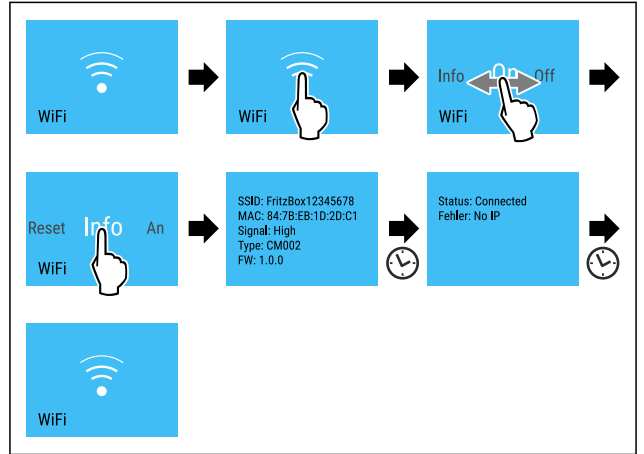 WiFi
WiFi
Info On Off
WiFi
Reset Info An
WiFi
SSID: FritzBox12345678
MAC: 84:7B:EB:1D:2D:C1
Signal: High
Type: CM002
FW: 1.0.0
Status: Connected
Fehler: No IP
WiFi